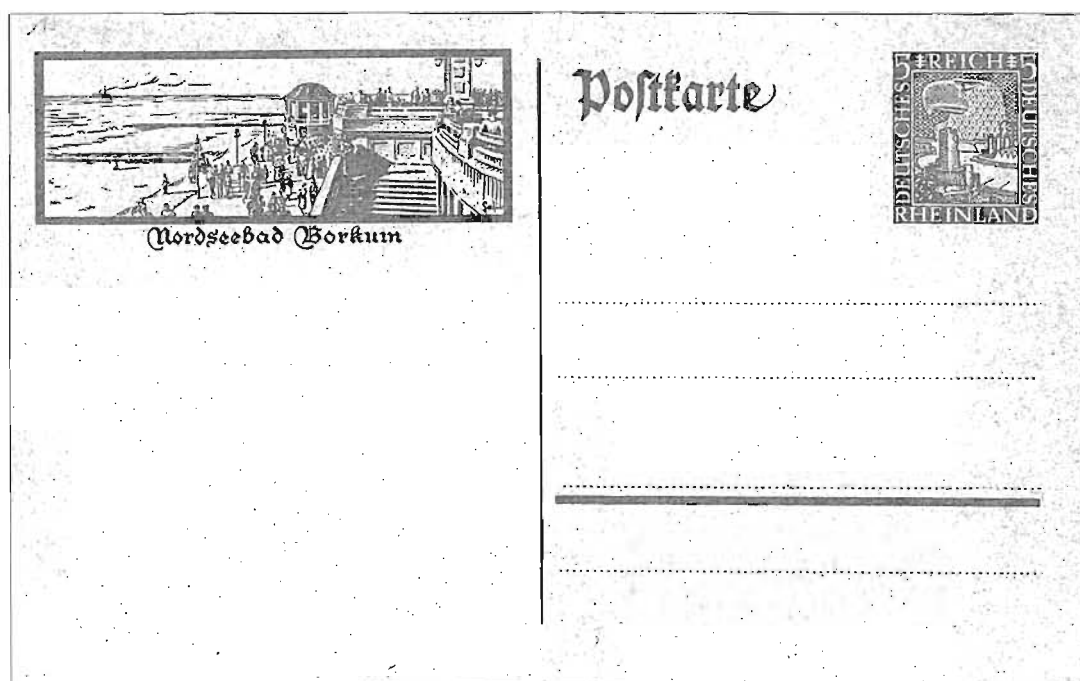 Nordseebad Borkum
Poſtkarte
5 REICH 5
DEUTSCHES
DEUTSCHES
RHEINLAND